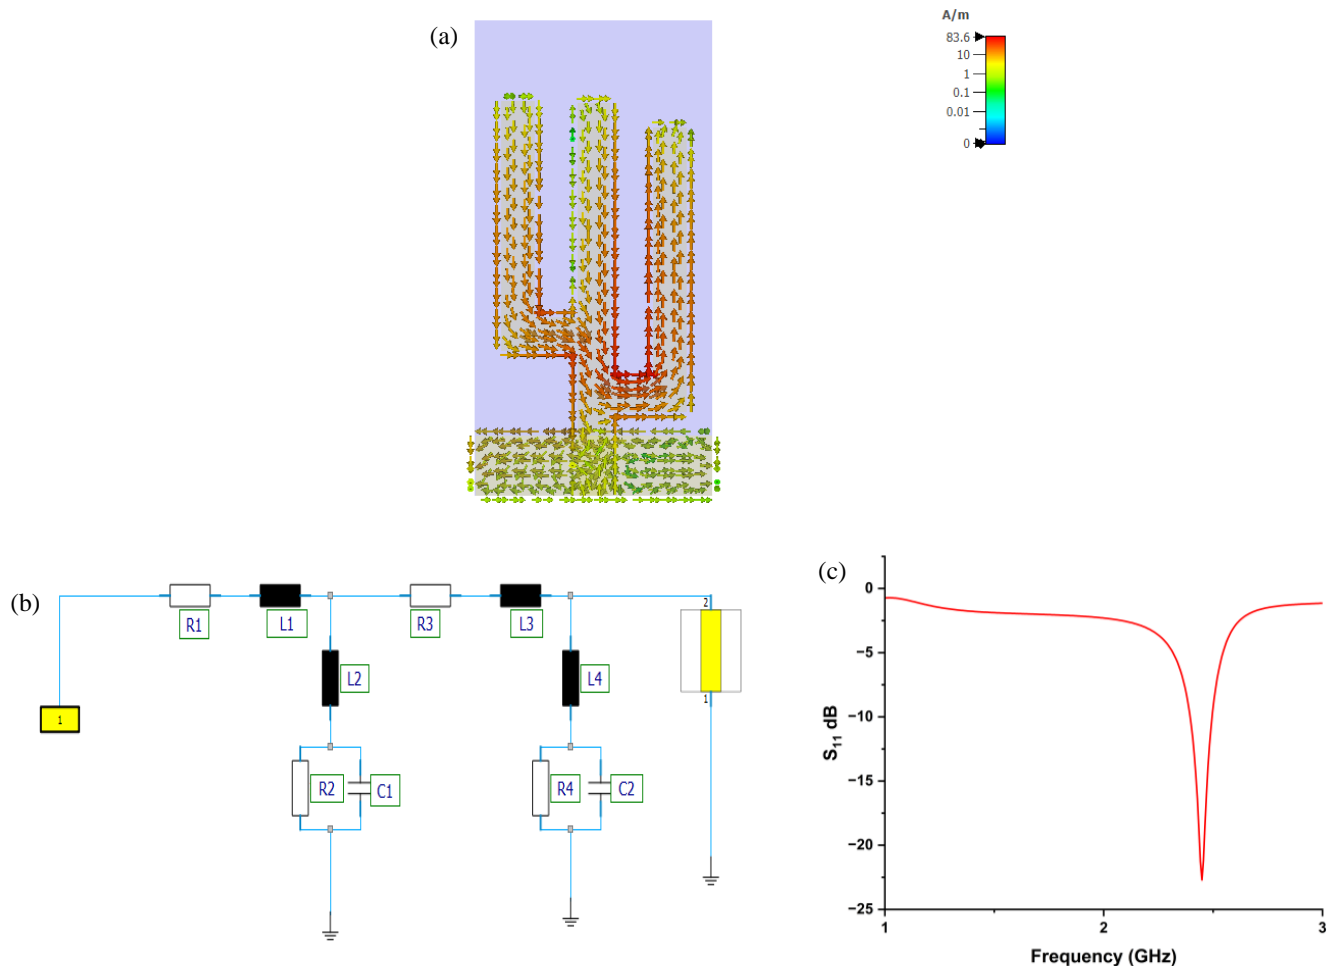 (a)
A/m
83.6
10
1
0.1
0.01
0
(b)
R1
L1
R3
L3
2
L2
L4
1
1
R2
C1
R4
C2
(c)
0
−5
−10
−15
−20
−25
S11 dB
1
2
3
Frequency (GHz)